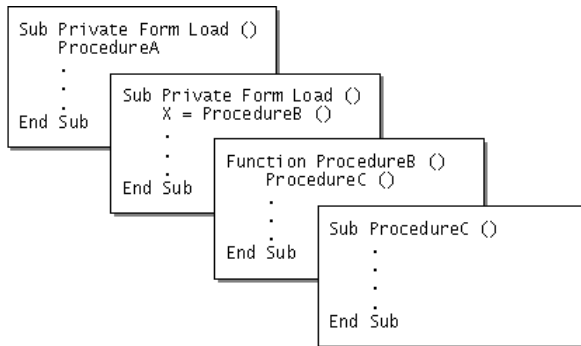 Sub Private Form Load ()
ProcedureA
.
.
.
End Sub
Sub Private Form Load ()
X = ProcedureB ()
.
.
.
End Sub
Function ProcedureB ()
ProcedureC ()
.
.
.
End Sub
Sub ProcedureC ()
.
.
.
.
End Sub